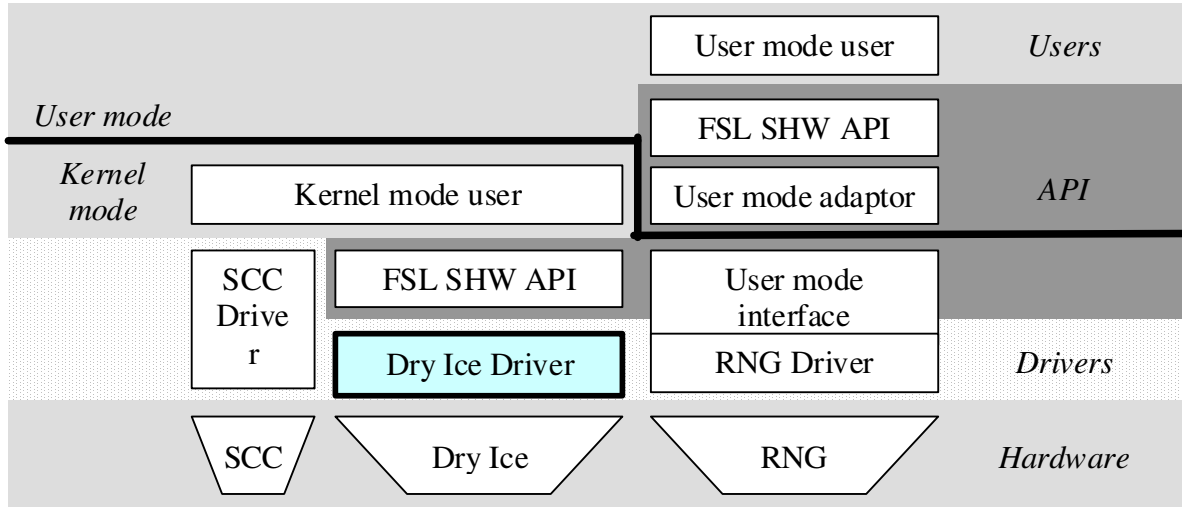 User mode user
Users
User mode
FSL SHW API
Kernel
mode
Kernel mode user
User mode adaptor
API
SCC
Drive
r
FSL SHW API
User mode
interface
Dry Ice Driver
RNG Driver
Drivers
SCC
Dry Ice
RNG
Hardware